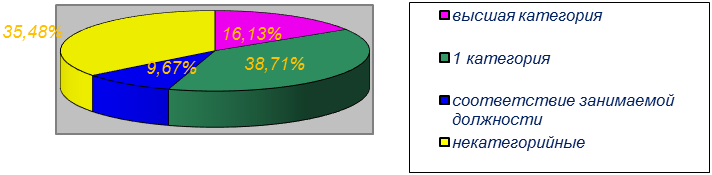 35,48%
16,13%
9,67%
38,71%
высшая категория
1 категория
соответствие занимаемой
должности
некатегорийные